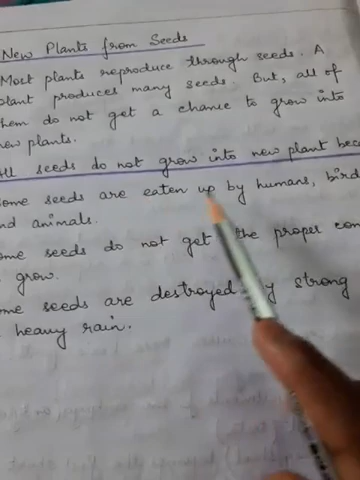 New Plants from Seeds
Most plants reproduce through seeds. A
plant produces many seeds. But, all of
them do not get a chance to grow into
new plants.
All seeds do not grow into new plant bec
some seeds are eaten up by humans, bird
and animals.
some seeds do not get the proper con
grow.
some seeds are destroyed by strong
heavy rain.